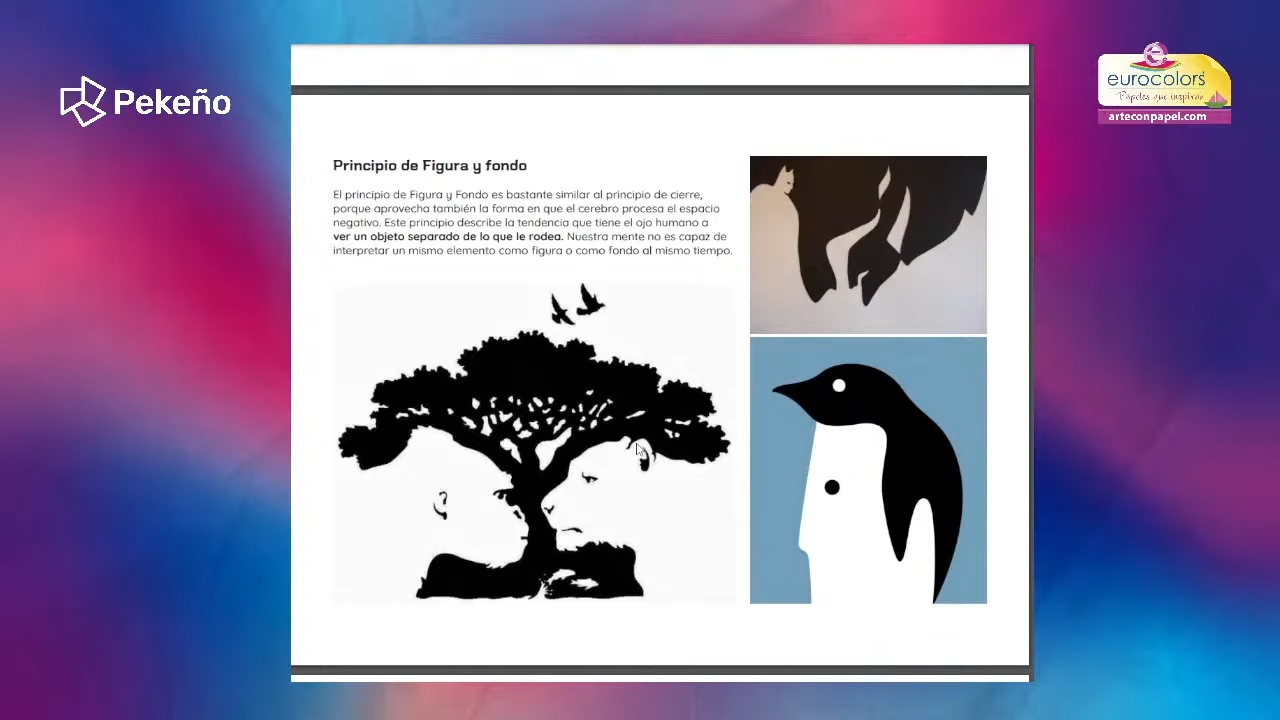 Pekeño
eurocolors
Papeles que inspiran
arteconpapel.com
Principio de Figura y fondo
El principio de Figura y Fondo es bastante similar al principio de cierre,
porque aprovecha también la forma en que el cerebro procesa el espacio
negativo. Este principio describe la tendencia que tiene el ojo humano a
ver un objeto separado de lo que le rodea. Nuestra mente no es capaz de
interpretar un mismo elemento como figura o como fondo al mismo tiempo.